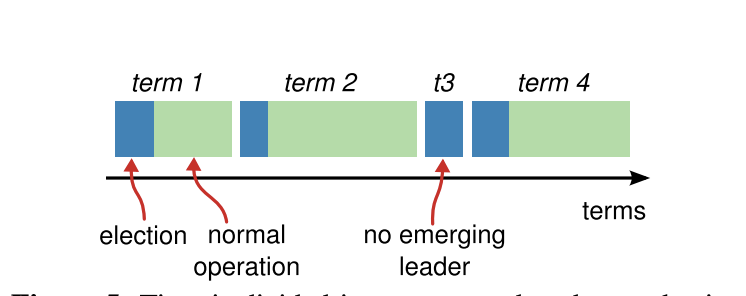 term 1 term 2 t3 term 4
terms
election normal operation no emerging leader